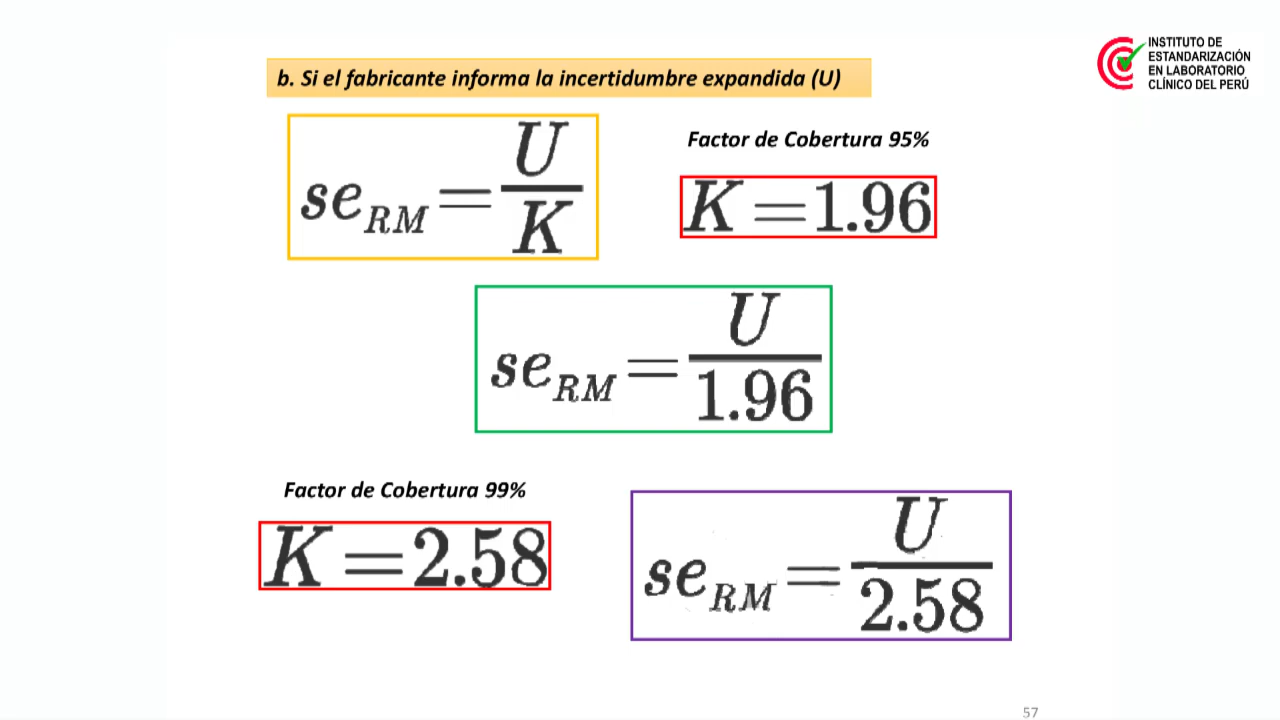 INSTITUTO DE
ESTANDARIZACIÓN
EN LABORATORIO
CLÍNICO DEL PERÚ
b. Si el fabricante informa la incertidumbre expandida (U)
se_RM = U/K
Factor de Cobertura 95%
K = 1.96
se_RM = U/1.96
Factor de Cobertura 99%
K = 2.58
se_RM = U/2.58
57